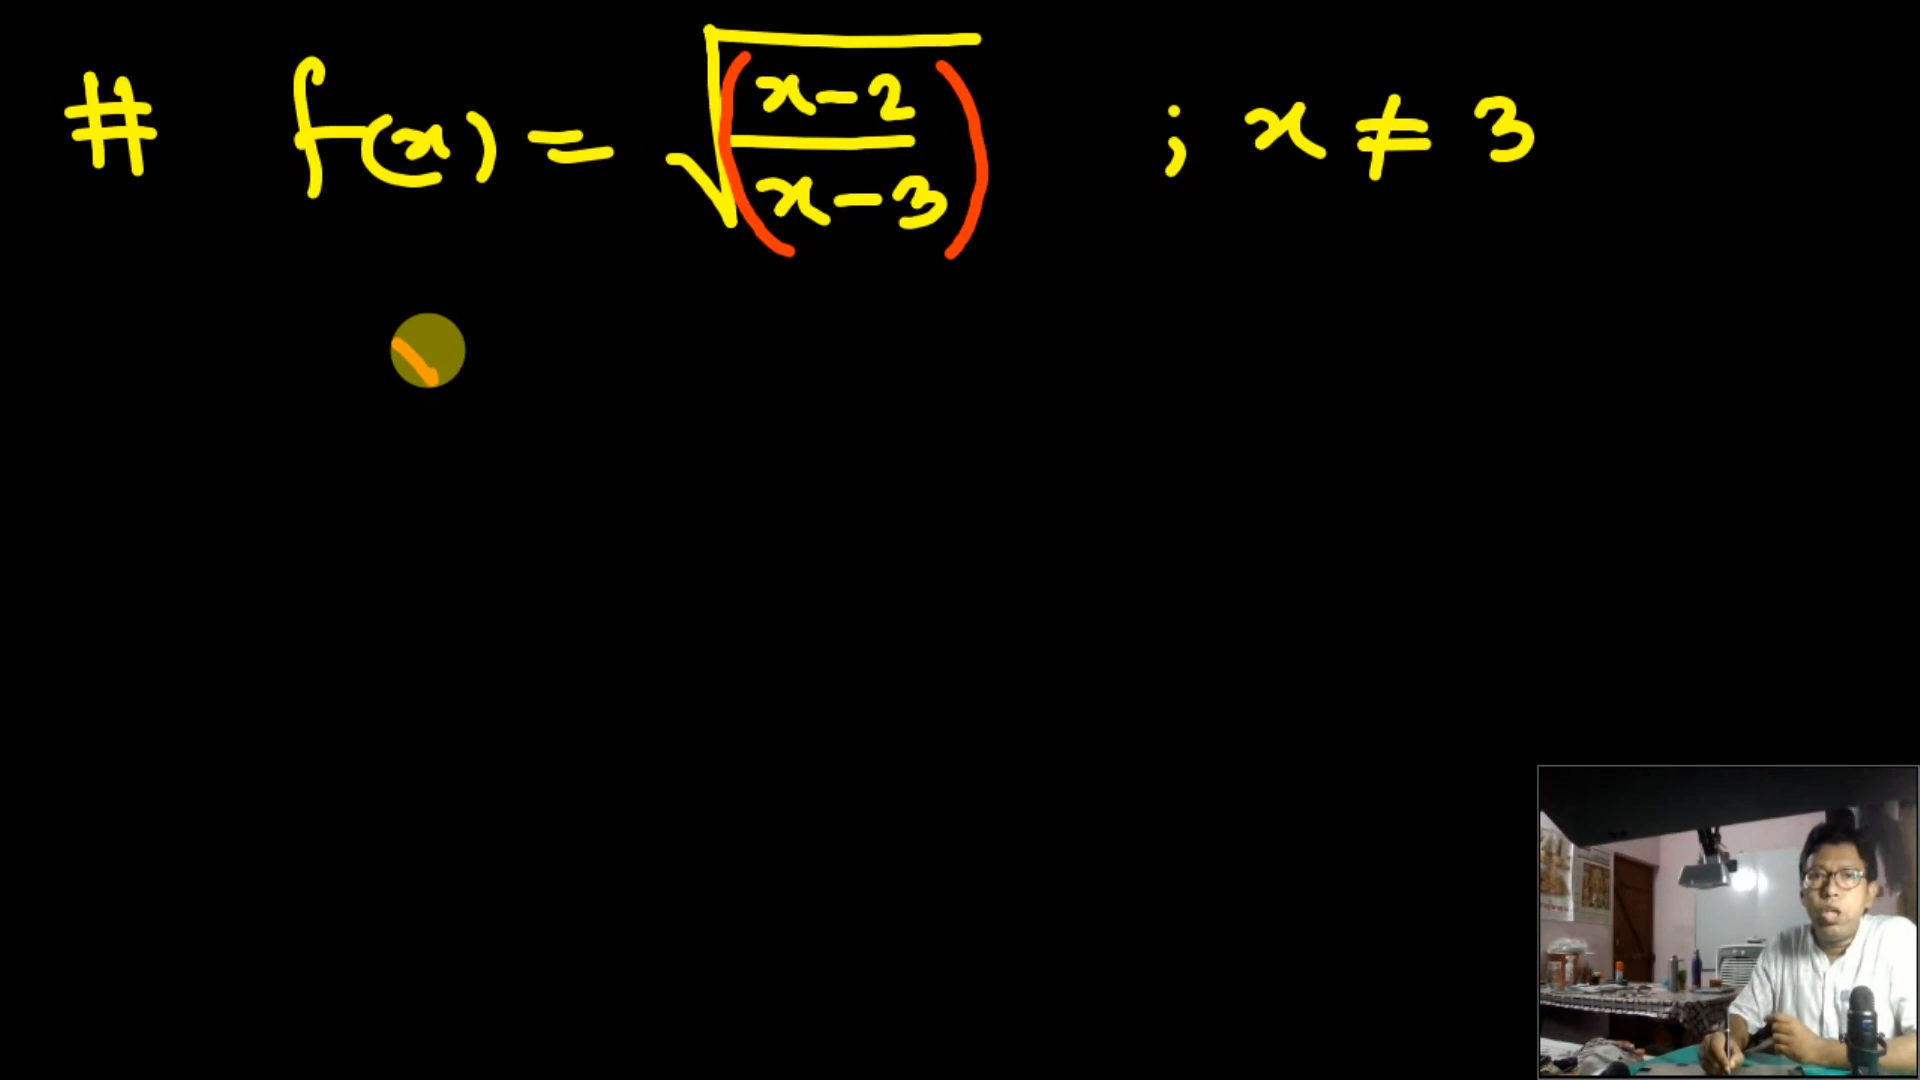 # f(x) = √((x-2)/(x-3)) ; x ≠ 3